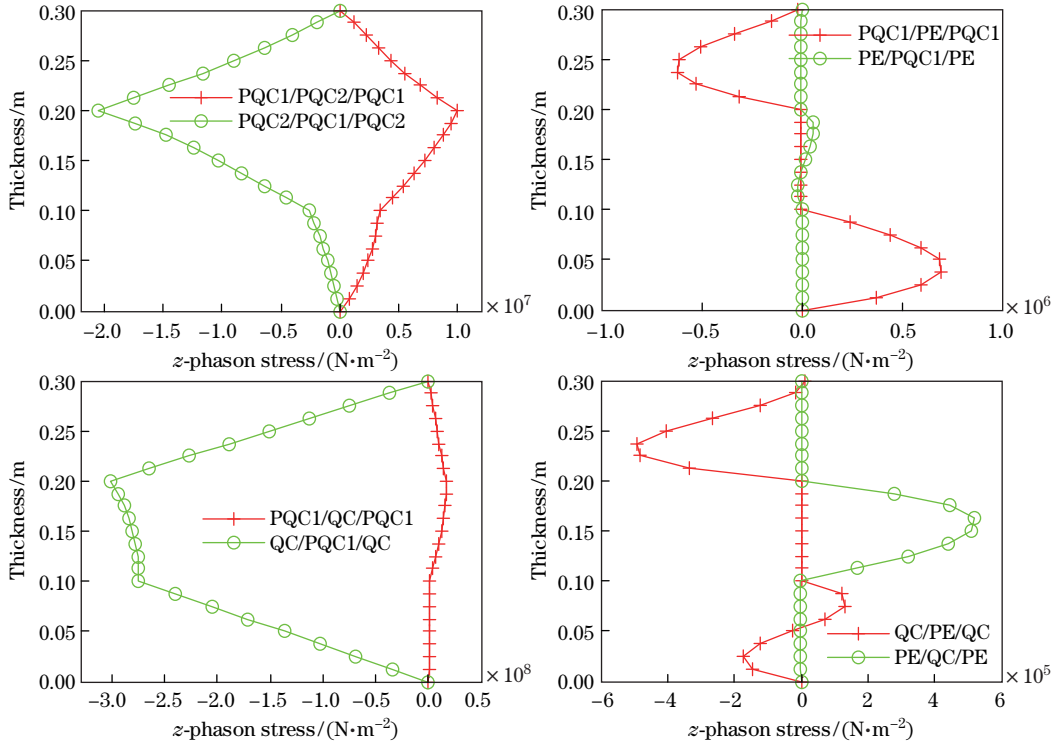 0.30
0.25
0.20
0.15
0.10
0.05
0.00
Thickness/m
PQC1/PQC2/PQC1
PQC2/PQC1/PQC2
−2.0 −1.5 −1.0 −0.5 0.0 0.5 1.0
×10⁷
z-phason stress/(N·m⁻²)
0.30
0.25
0.20
0.15
0.10
0.05
0.00
Thickness/m
PQC1/PE/PQC1
PE/PQC1/PE
−1.0 −0.5 0.0 0.5 1.0
×10⁶
z-phason stress/(N·m⁻²)
0.30
0.25
0.20
0.15
0.10
0.05
0.00
Thickness/m
PQC1/QC/PQC1
QC/PQC1/QC
−3.0 −2.5 −2.0 −1.5 −1.0 −0.5 0.0 0.5
×10⁸
z-phason stress/(N·m⁻²)
0.30
0.25
0.20
0.15
0.10
0.05
0.00
Thickness/m
QC/PE/QC
PE/QC/PE
−6 −4 −2 0 2 4 6
×10⁵
z-phason stress/(N·m⁻²)